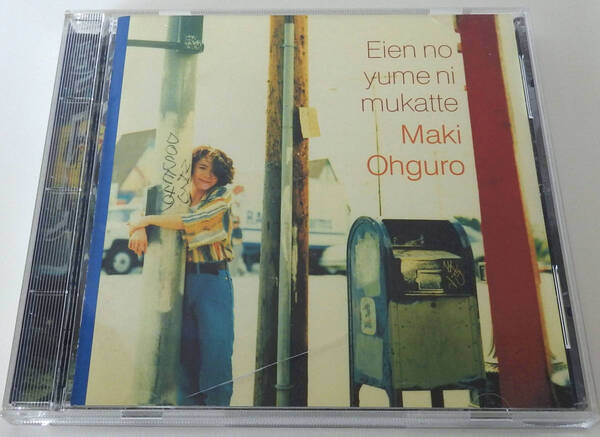 Eien no
yume ni
mukatte
Maki
Ohguro